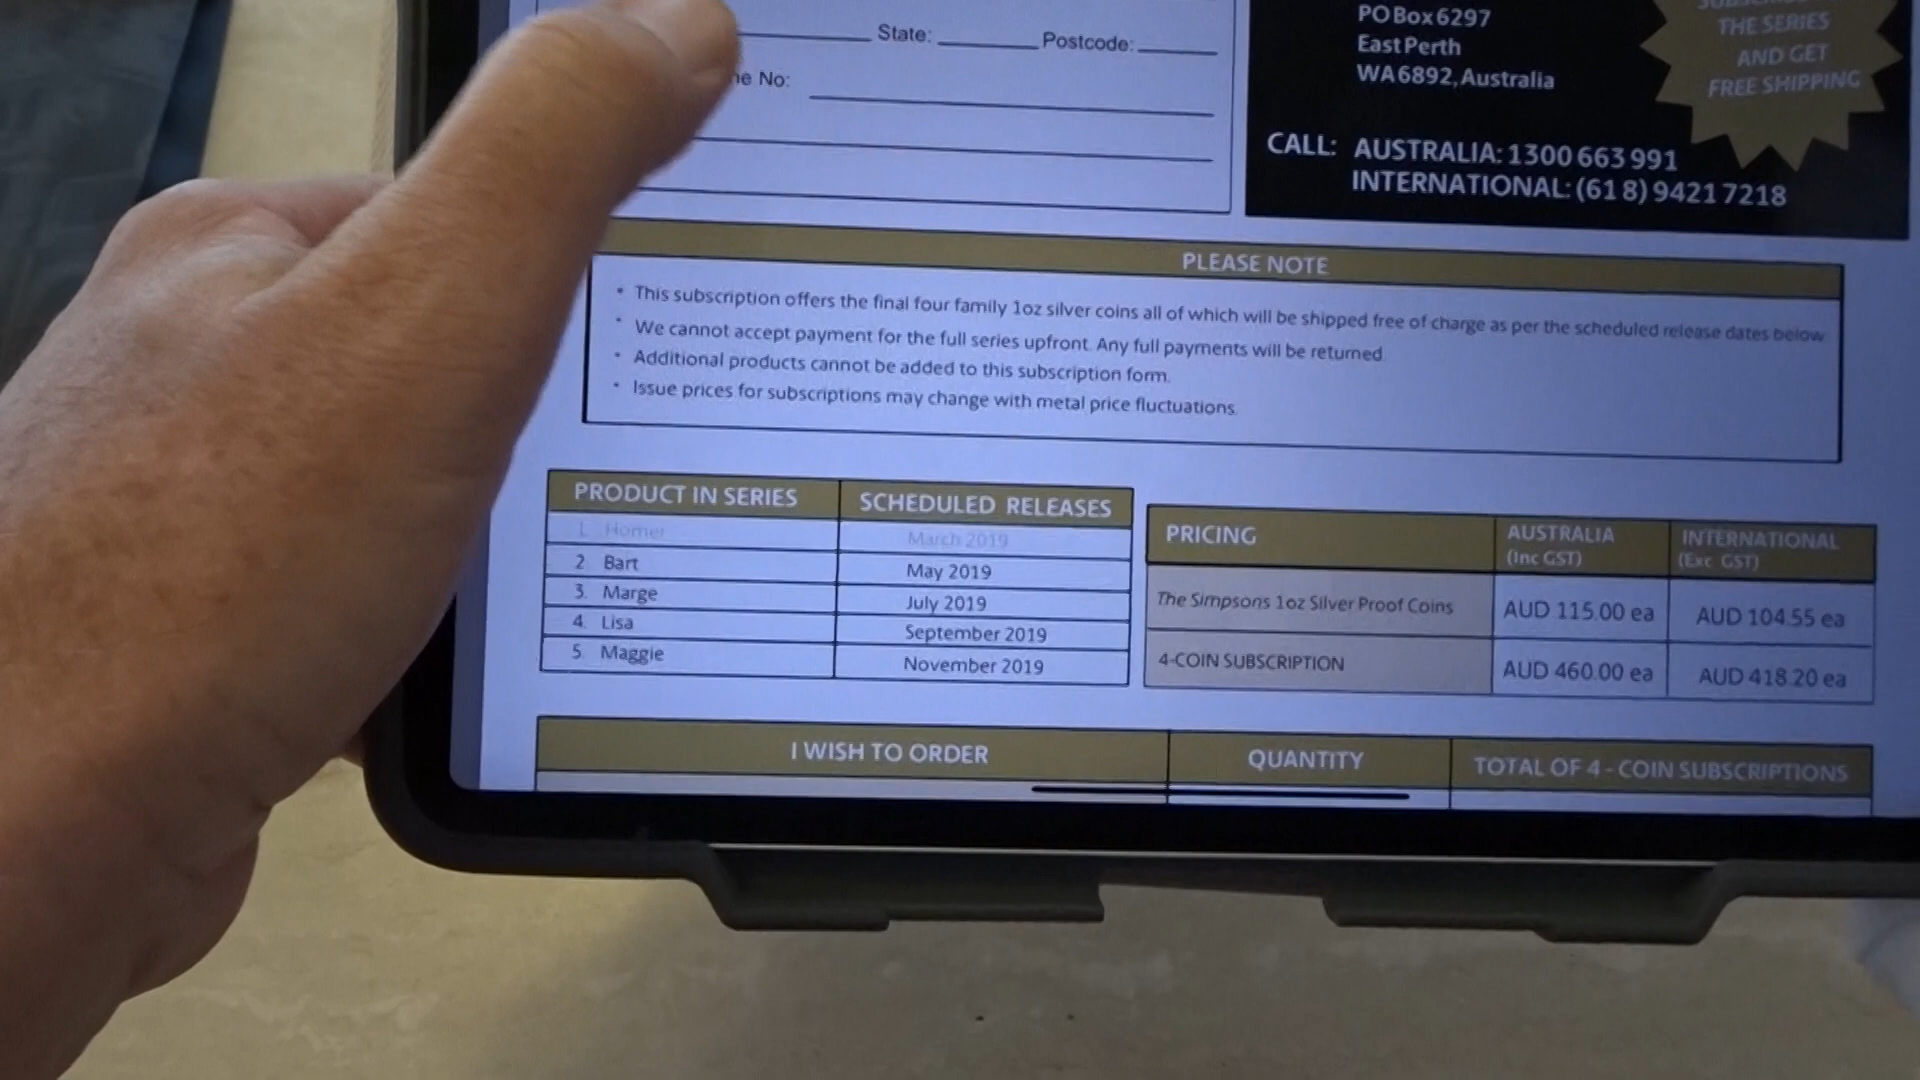 PO Box 6297
THE SERIES
State: Postcode:
East Perth
AND GET
ne No:
WA 6892, Australia
FREE SHIPPING
CALL: AUSTRALIA: 1300 663 991
INTERNATIONAL: (61 8) 9421 7218
PLEASE NOTE
• This subscription offers the final four family 1oz silver coins all of which will be shipped free of charge as per the scheduled release dates below
• We cannot accept payment for the full series upfront. Any full payments will be returned.
• Additional products cannot be added to this subscription form.
• Issue prices for subscriptions may change with metal price fluctuations.
PRODUCT IN SERIES SCHEDULED RELEASES
1. Homer March 2019
2. Bart May 2019
3. Marge July 2019
4. Lisa September 2019
5. Maggie November 2019
PRICING AUSTRALIA INTERNATIONAL
(Inc GST) (Exc GST)
The Simpsons 1oz Silver Proof Coins AUD 115.00 ea AUD 104.55 ea
4-COIN SUBSCRIPTION AUD 460.00 ea AUD 418.20 ea
I WISH TO ORDER QUANTITY TOTAL OF 4 - COIN SUBSCRIPTIONS